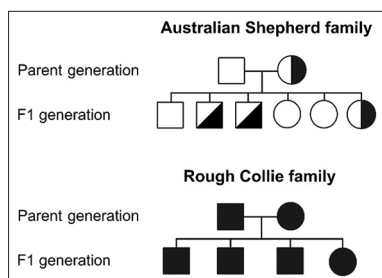 Australian Shepherd family
Parent generation
F1 generation
Rough Collie family
Parent generation
F1 generation